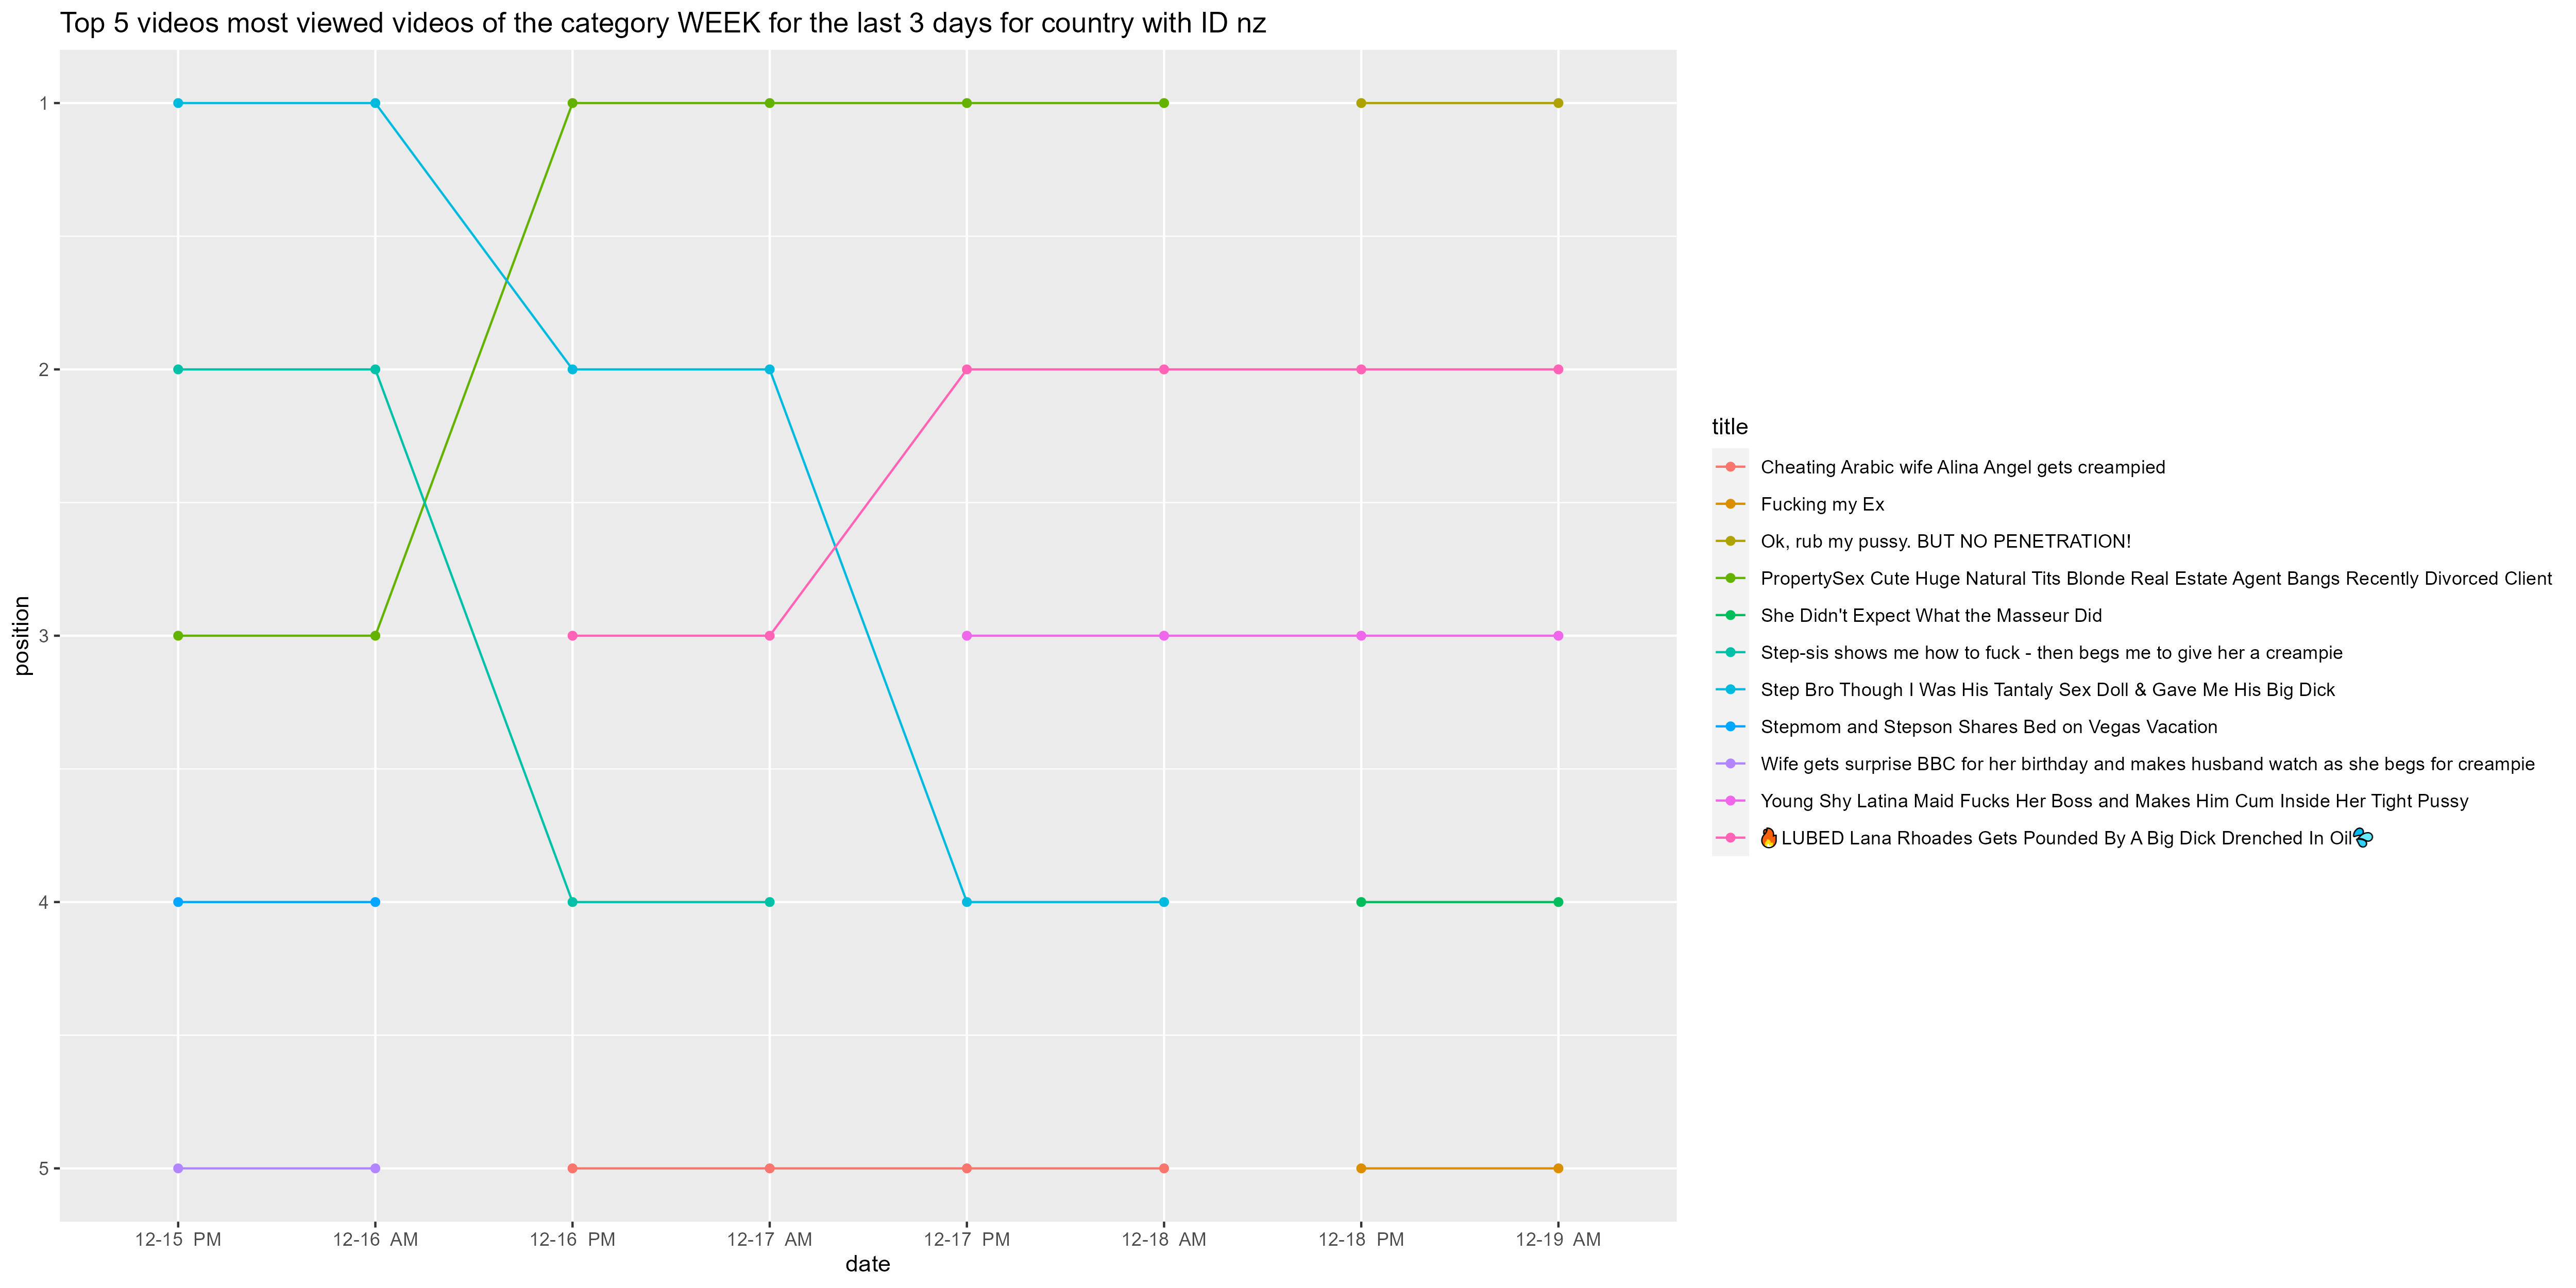 Top 5 videos most viewed videos of the category WEEK for the last 3 days for country with ID nz
position
1
2
3
4
5
12-15 PM
12-16 AM
12-16 PM
12-17 AM
12-17 PM
12-18 AM
12-18 PM
12-19 AM
date
title
Cheating Arabic wife Alina Angel gets creampied
Fucking my Ex
Ok, rub my pussy. BUT NO PENETRATION!
PropertySex Cute Huge Natural Tits Blonde Real Estate Agent Bangs Recently Divorced Client
She Didn't Expect What the Masseur Did
Step-sis shows me how to fuck - then begs me to give her a creampie
Step Bro Though I Was His Tantaly Sex Doll & Gave Me His Big Dick
Stepmom and Stepson Shares Bed on Vegas Vacation
Wife gets surprise BBC for her birthday and makes husband watch as she begs for creampie
Young Shy Latina Maid Fucks Her Boss and Makes Him Cum Inside Her Tight Pussy
🔥LUBED Lana Rhoades Gets Pounded By A Big Dick Drenched In Oil💦